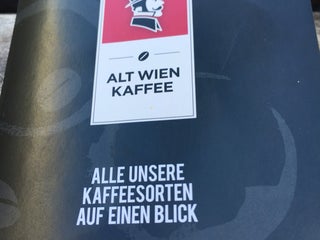 ALT WIEN
KAFFEE
ALLE UNSERE
KAFFEESORTEN
AUF EINEN BLICK